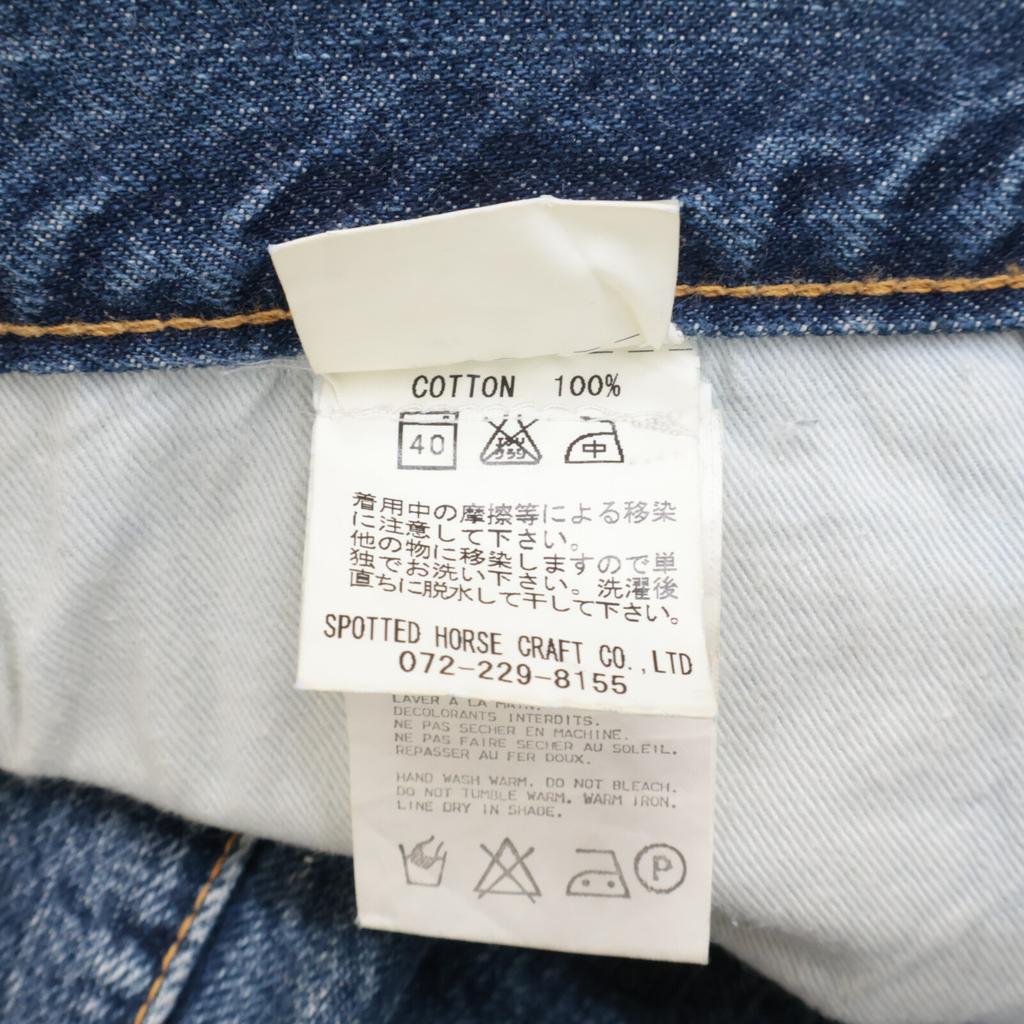 COTTON 100%
40
中
着用中の摩擦等による移染
に注意して下さい。
他の物に移染しますので単
独でお洗い下さい。洗濯後
直ちに脱水して干して下さい。
SPOTTED HORSE CRAFT CO.,LTD
072-229-8155
LAVER A LA MAIN.
DECOLORANTS INTERDITS.
NE PAS SECHER EN MACHINE.
NE PAS FAIRE SECHER AU SOLEIL.
REPASSER AU FER DOUX.
HAND WASH WARM. DO NOT BLEACH.
DO NOT TUMBLE WARM. WARM IRON.
LINE DRY IN SHADE.
P